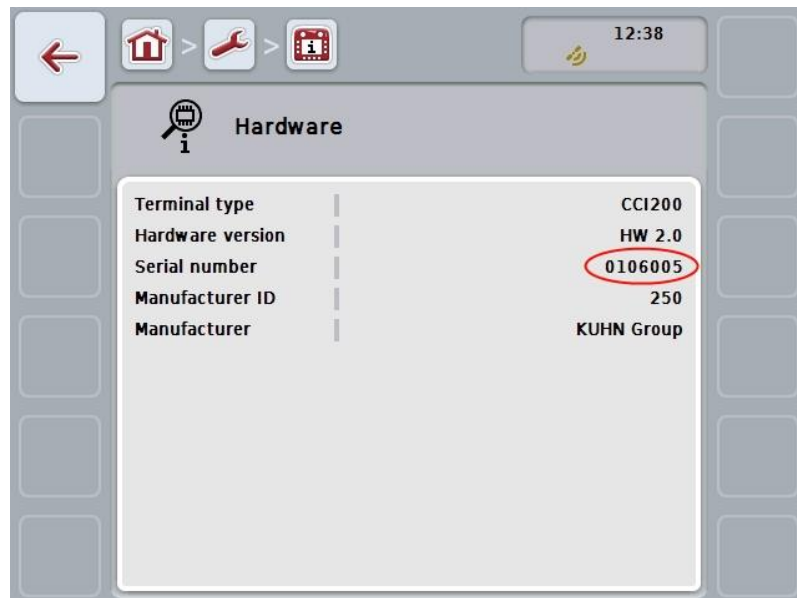 > >
12:38
Hardware
Terminal type CCI200
Hardware version HW 2.0
Serial number 0106005
Manufacturer ID 250
Manufacturer KUHN Group